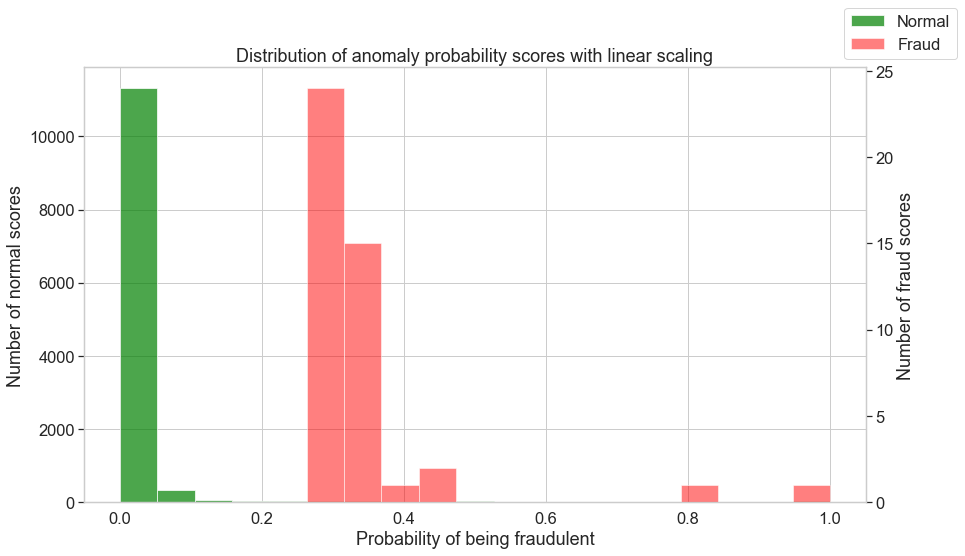 Normal
Fraud
Distribution of anomaly probability scores with linear scaling
Number of normal scores
10000
8000
6000
4000
2000
0
25
20
15
10
5
0
Number of fraud scores
0.0 0.2 0.4 0.6 0.8 1.0
Probability of being fraudulent